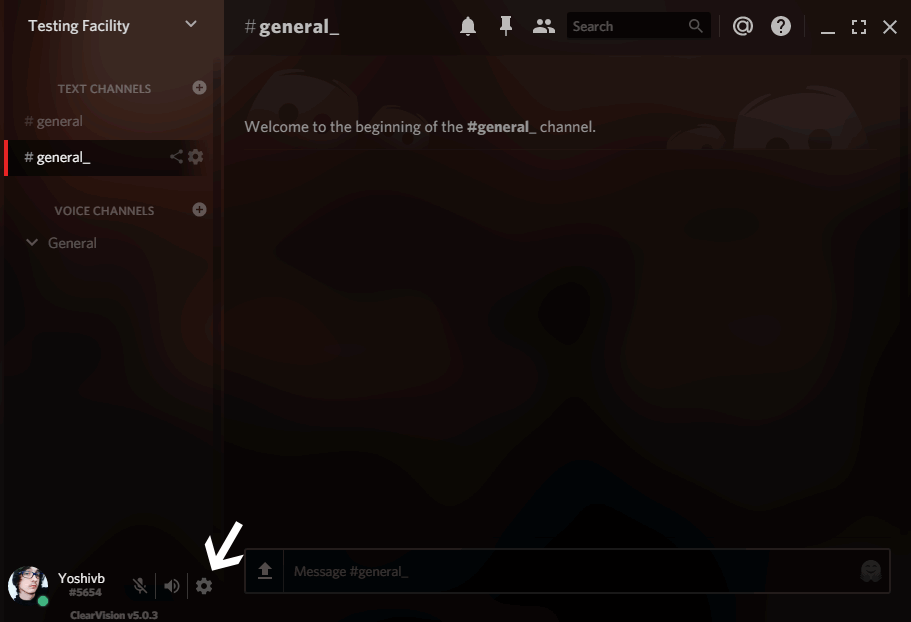 Testing Facility
#general_
Search
TEXT CHANNELS
# general
# general_
Welcome to the beginning of the #general_ channel.
VOICE CHANNELS
General
Yoshivb
#5654
Message #general_
ClearVision v5.0.3